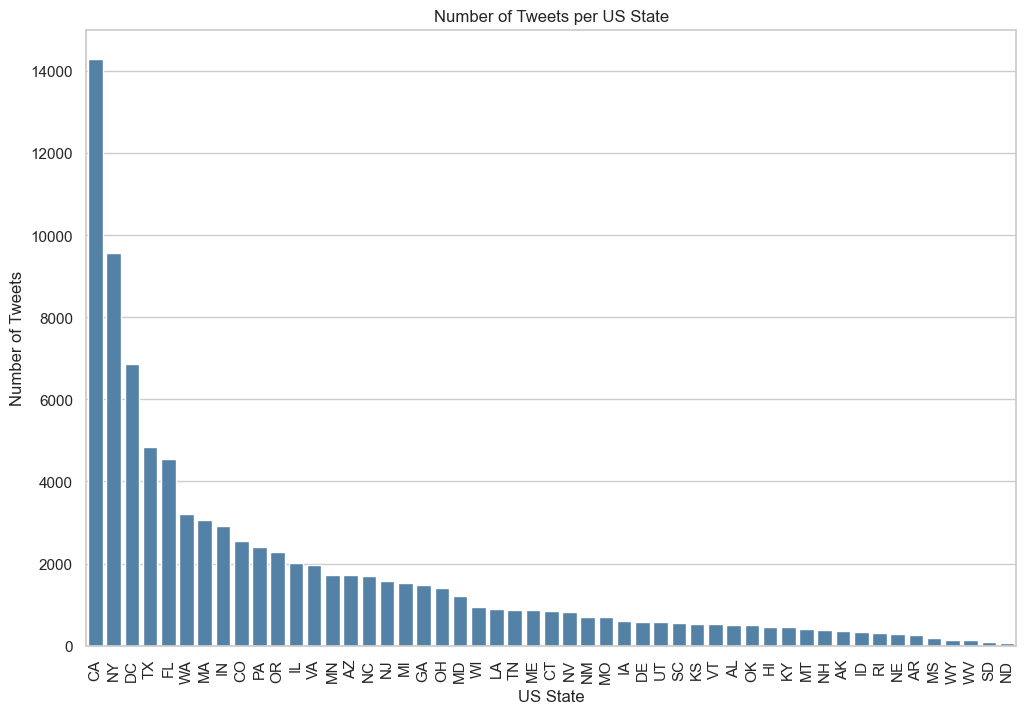 Number of Tweets per US State
Number of Tweets
14000
12000
10000
8000
6000
4000
2000
0
CA NY DC TX FL WA MA IN CO PA OR IL VA MN AZ NC NJ MI GA OH MD WI LA TN ME CT NV NM MO IA DE UT SC KS VT AL OK HI KY MT NH AK ID RI NE AR MS WY WV SD ND
US State